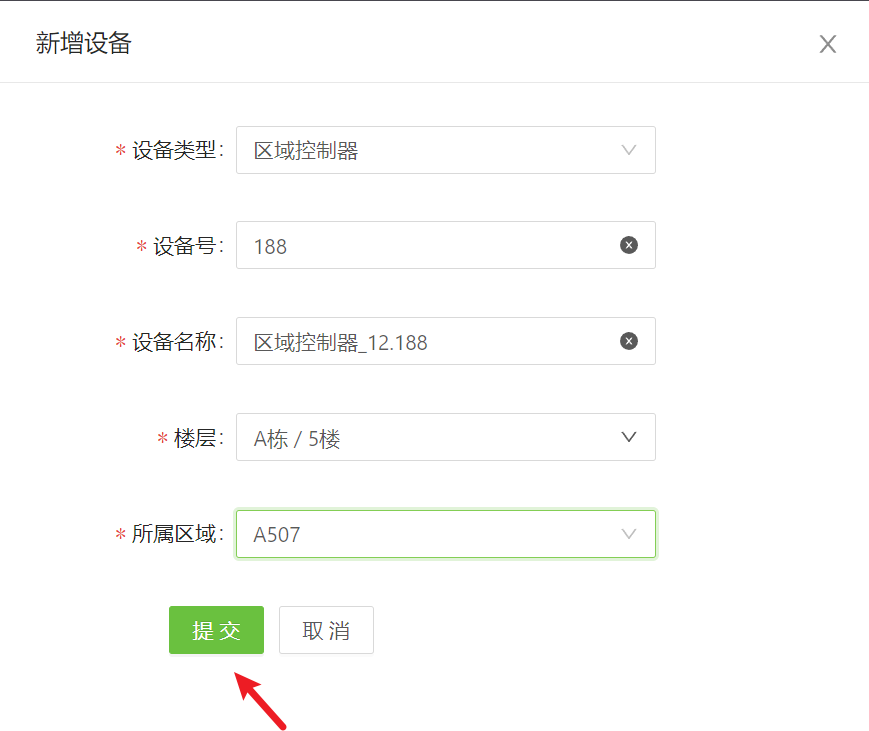 新增设备
* 设备类型: 区域控制器
* 设备号: 188
* 设备名称: 区域控制器_12.188
* 楼层: A栋 / 5楼
* 所属区域: A507
提 交 取 消